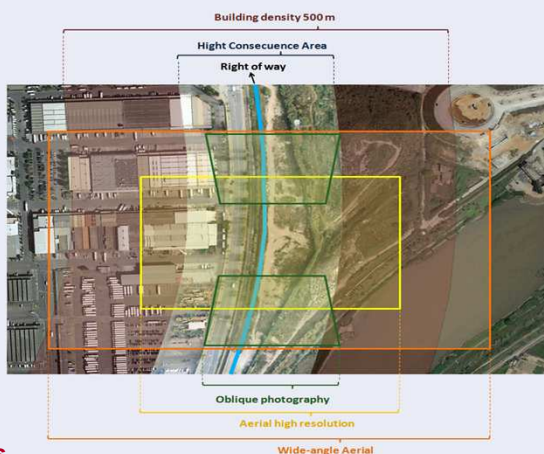 Building density 500 m
Hight Consecuence Area
Right of way
Oblique photography
Aerial high resolution
Wide-angle Aerial